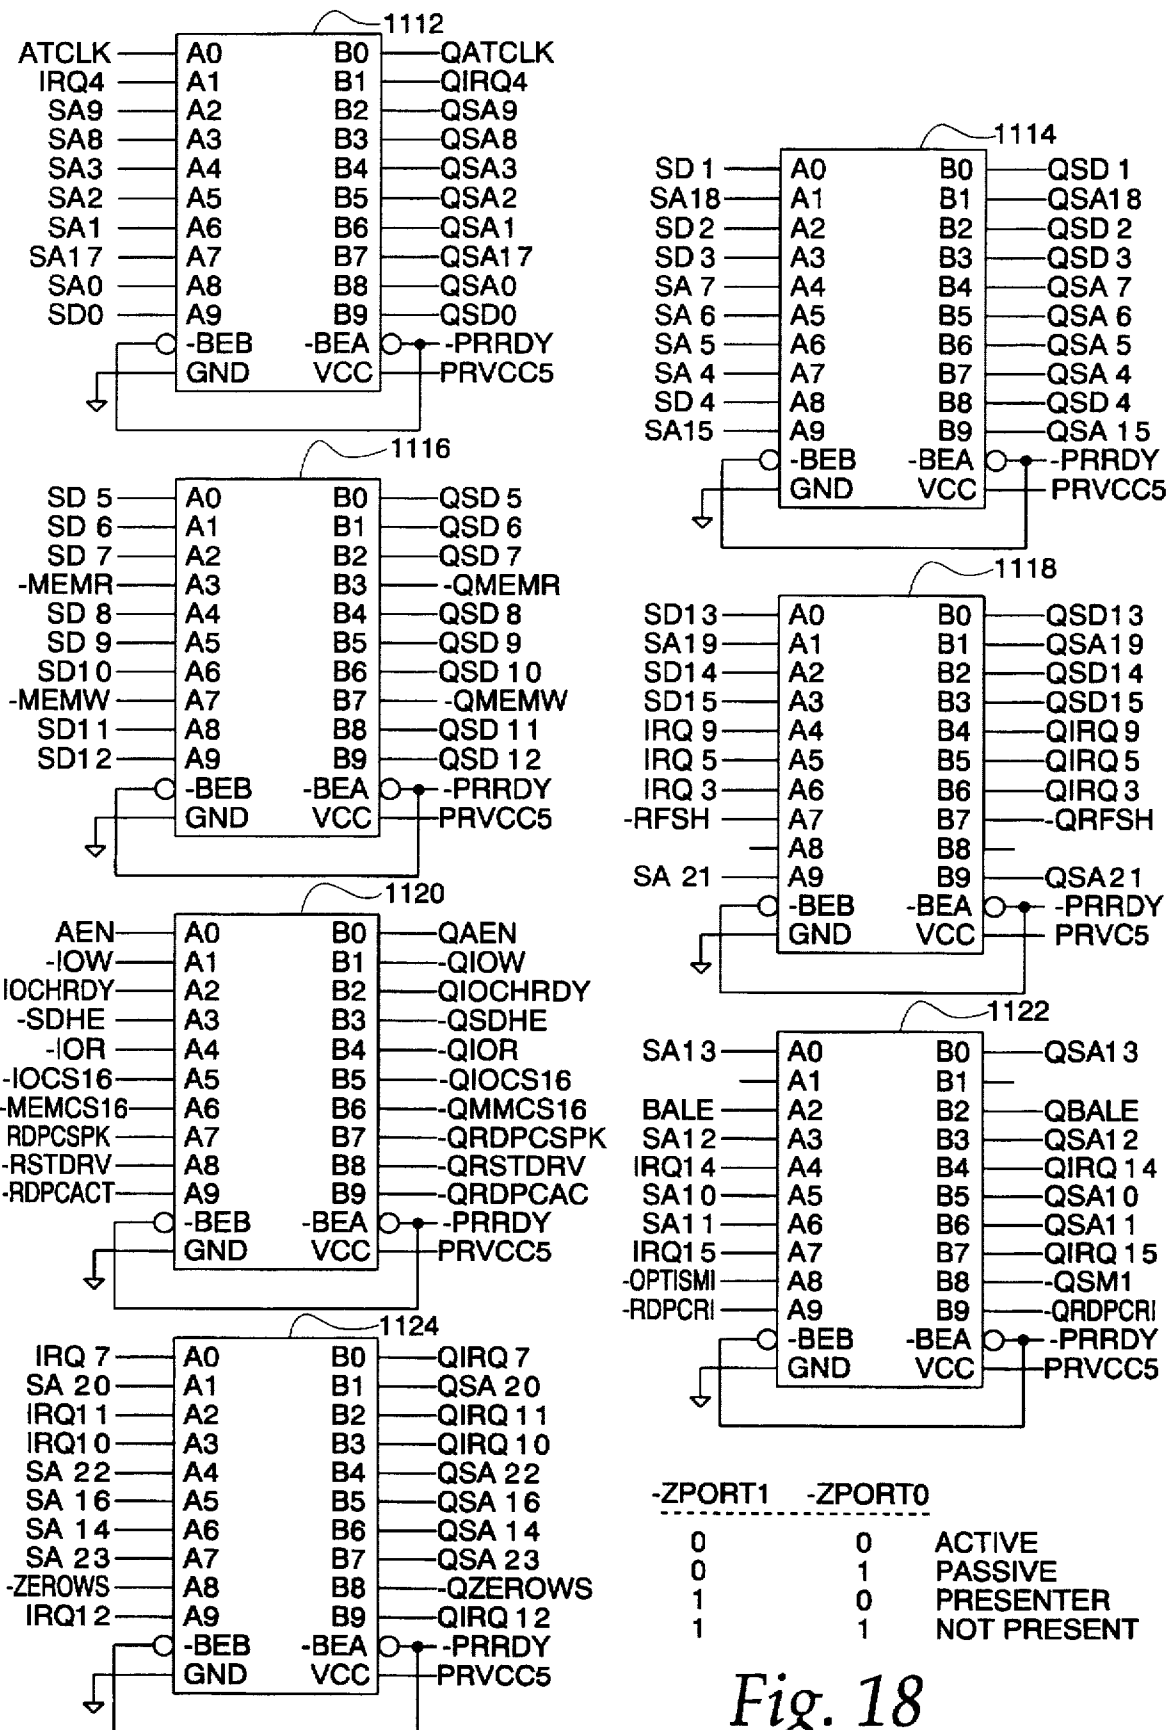 1112
ATCLK A0 B0 QATCLK
IRQ4 A1 B1 QIRQ4
SA9 A2 B2 QSA9
SA8 A3 B3 QSA8
SA3 A4 B4 QSA3
SA2 A5 B5 QSA2
SA1 A6 B6 QSA1
SA17 A7 B7 QSA17
SA0 A8 B8 QSA0
SD0 A9 B9 QSD0
-BEB -BEA -PRRDY
GND VCC PRVCC5
1114
SD 1 A0 B0 QSD 1
SA18 A1 B1 QSA18
SD 2 A2 B2 QSD 2
SD 3 A3 B3 QSD 3
SA 7 A4 B4 QSA 7
SA 6 A5 B5 QSA 6
SA 5 A6 B6 QSA 5
SA 4 A7 B7 QSA 4
SD 4 A8 B8 QSD 4
SA15 A9 B9 QSA 15
-BEB -BEA -PRRDY
GND VCC PRVCC5
1116
SD 5 A0 B0 QSD 5
SD 6 A1 B1 QSD 6
SD 7 A2 B2 QSD 7
-MEMR A3 B3 -QMEMR
SD 8 A4 B4 QSD 8
SD 9 A5 B5 QSD 9
SD10 A6 B6 QSD 10
-MEMW A7 B7 -QMEMW
SD11 A8 B8 QSD 11
SD12 A9 B9 QSD 12
-BEB -BEA -PRRDY
GND VCC PRVCC5
1118
SD13 A0 B0 QSD13
SA19 A1 B1 QSA19
SD14 A2 B2 QSD14
SD15 A3 B3 QSD15
IRQ 9 A4 B4 QIRQ 9
IRQ 5 A5 B5 QIRQ 5
IRQ 3 A6 B6 QIRQ 3
-RFSH A7 B7 -QRFSH
A8 B8
SA 21 A9 B9 QSA21
-BEB -BEA -PRRDY
GND VCC PRVC5
1120
AEN A0 B0 QAEN
-IOW A1 B1 -QIOW
IOCHRDY A2 B2 QIOCHRDY
-SDHE A3 B3 -QSDHE
-IOR A4 B4 -QIOR
-IOCS16 A5 B5 -QIOCS16
-MEMCS16 A6 B6 -QMMCS16
RDPCSPK A7 B7 -QRDPCSPK
-RSTDRV A8 B8 -QRSTDRV
-RDPCACT A9 B9 -QRDPCAC
-BEB -BEA -PRRDY
GND VCC PRVCC5
1122
SA13 A0 B0 QSA13
A1 B1
BALE A2 B2 QBALE
SA12 A3 B3 QSA12
IRQ14 A4 B4 QIRQ 14
SA10 A5 B5 QSA10
SA11 A6 B6 QSA11
IRQ15 A7 B7 QIRQ 15
-OPTISMI A8 B8 -QSM1
-RDPCRI A9 B9 -QRDPCRI
-BEB -BEA -PRRDY
GND VCC PRVCC5
1124
IRQ 7 A0 B0 QIRQ 7
SA 20 A1 B1 QSA 20
IRQ11 A2 B2 QIRQ 11
IRQ10 A3 B3 QIRQ 10
SA 22 A4 B4 QSA 22
SA 16 A5 B5 QSA 16
SA 14 A6 B6 QSA 14
SA 23 A7 B7 QSA 23
-ZEROWS A8 B8 -QZEROWS
IRQ12 A9 B9 QIRQ 12
-BEB -BEA -PRRDY
GND VCC PRVCC5
-ZPORT1 -ZPORT0
0 0 ACTIVE
0 1 PASSIVE
1 0 PRESENTER
1 1 NOT PRESENT
Fig. 18